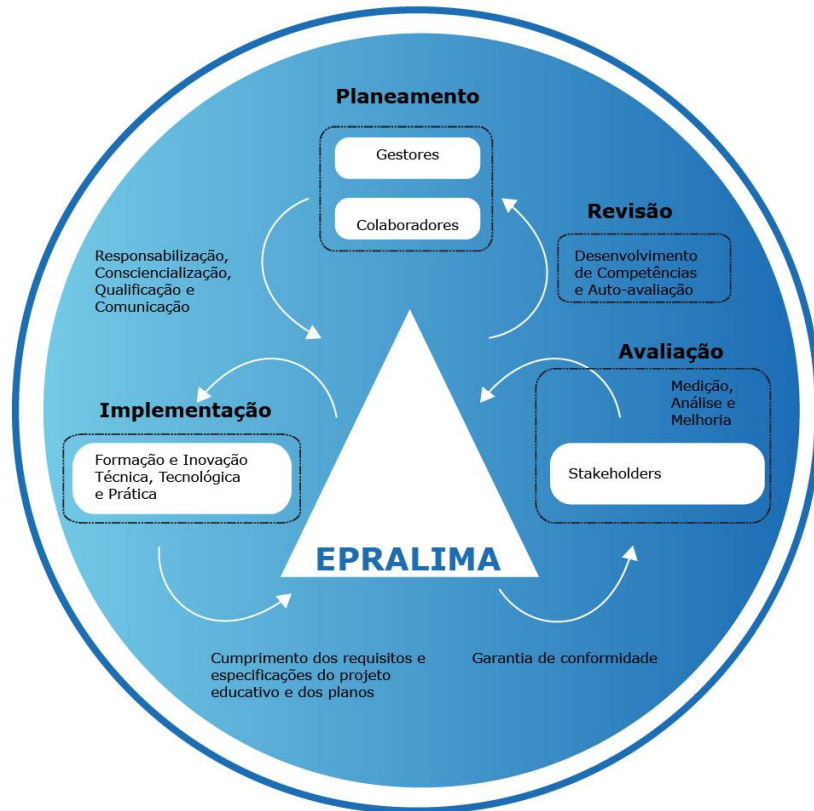 Planeamento
Gestores
Colaboradores
Responsabilização,
Consciencialização,
Qualificação e
Comunicação
Revisão
Desenvolvimento
de Competências
e Auto-avaliação
Avaliação
Medição,
Análise e
Melhoria
Stakeholders
Implementação
Formação e Inovação
Técnica, Tecnológica
e Prática
EPRALIMA
Cumprimento dos requisitos e
especificações do projeto
educativo e dos planos
Garantia de conformidade